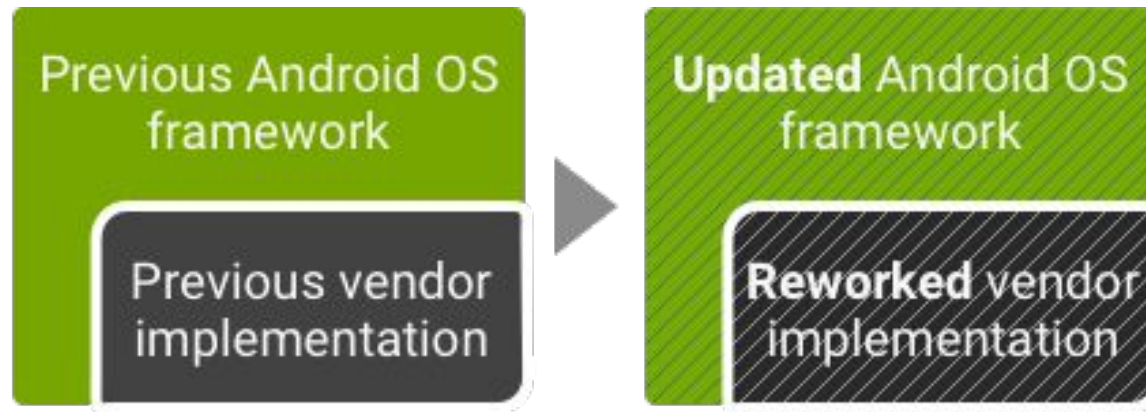 Previous Android OS
framework
Previous vendor
implementation
Updated Android OS
framework
Reworked vendor
implementation